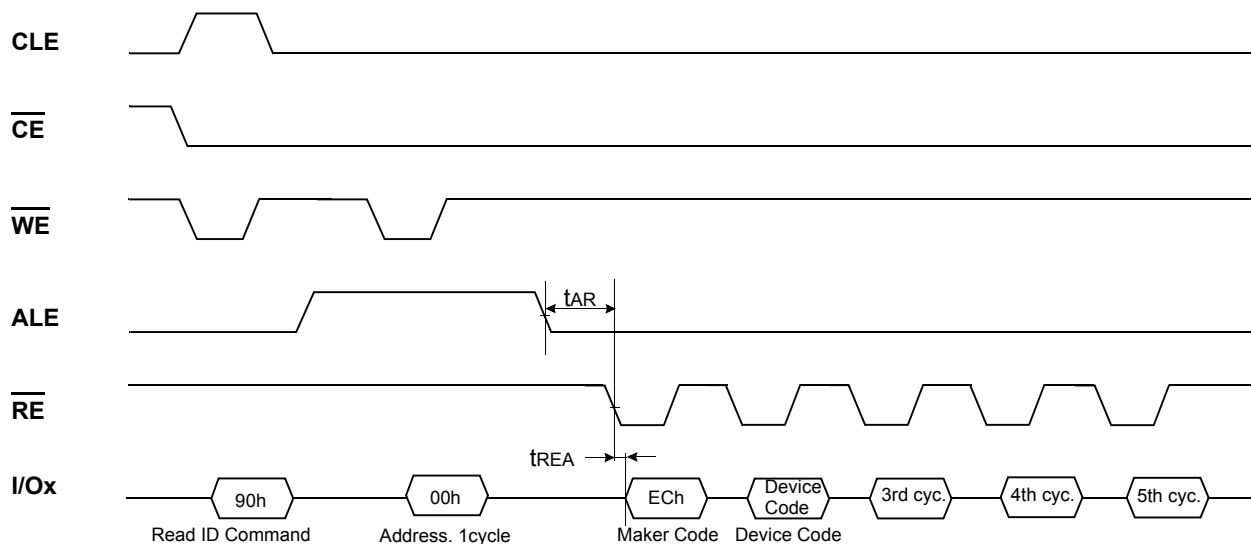 CLE
CE
WE
ALE
tAR
RE
tREA
I/Ox
90h
00h
ECh
Device
Code
3rd cyc.
4th cyc.
5th cyc.
Read ID Command
Address. 1cycle
Maker Code
Device Code